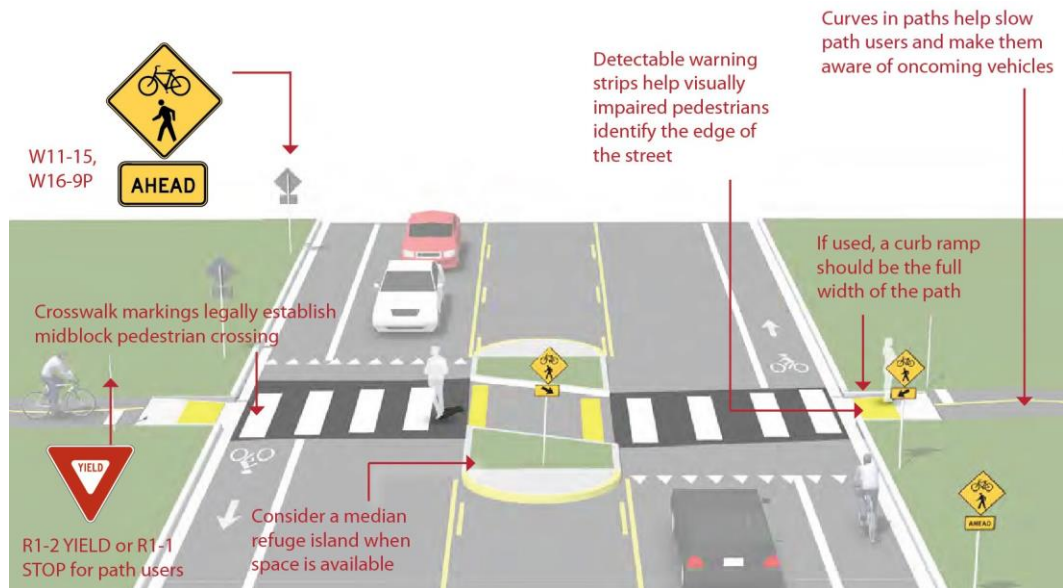 Curves in paths help slow
path users and make them
aware of oncoming vehicles
Detectable warning
strips help visually
impaired pedestrians
identify the edge of
the street
W11-15,
W16-9P
AHEAD
If used, a curb ramp
should be the full
width of the path
Crosswalk markings legally establish
midblock pedestrian crossing
YIELD
R1-2 YIELD or R1-1
STOP for path users
Consider a median
refuge island when
space is available
AHEAD